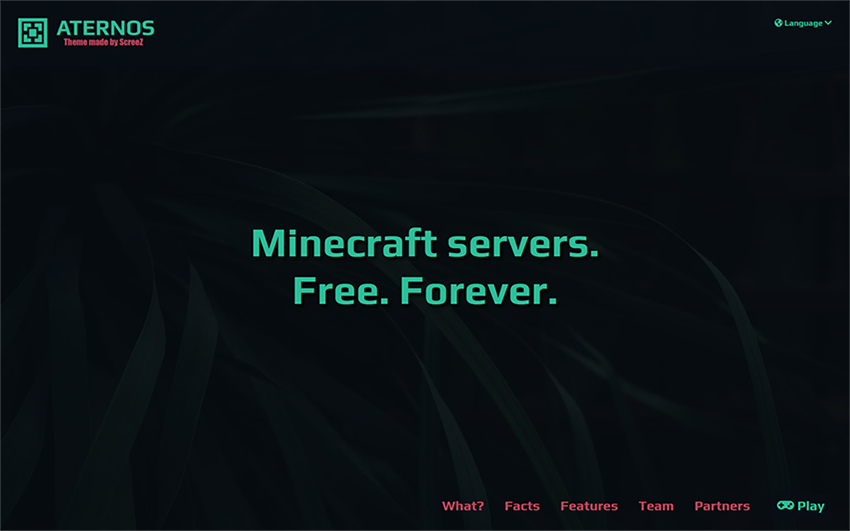 ATERNOS
Theme made by ScreeZ
Language
Minecraft servers.
Free. Forever.
What? Facts Features Team Partners Play